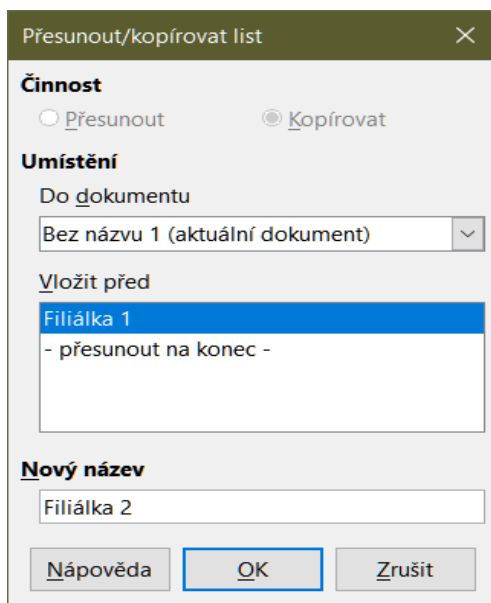 Přesunout/kopírovat list
Činnost
Přesunout Kopírovat
Umístění
Do dokumentu
Bez názvu 1 (aktuální dokument)
Vložit před
Filiálka 1
- přesunout na konec -
Nový název
Filiálka 2
Nápověda OK Zrušit